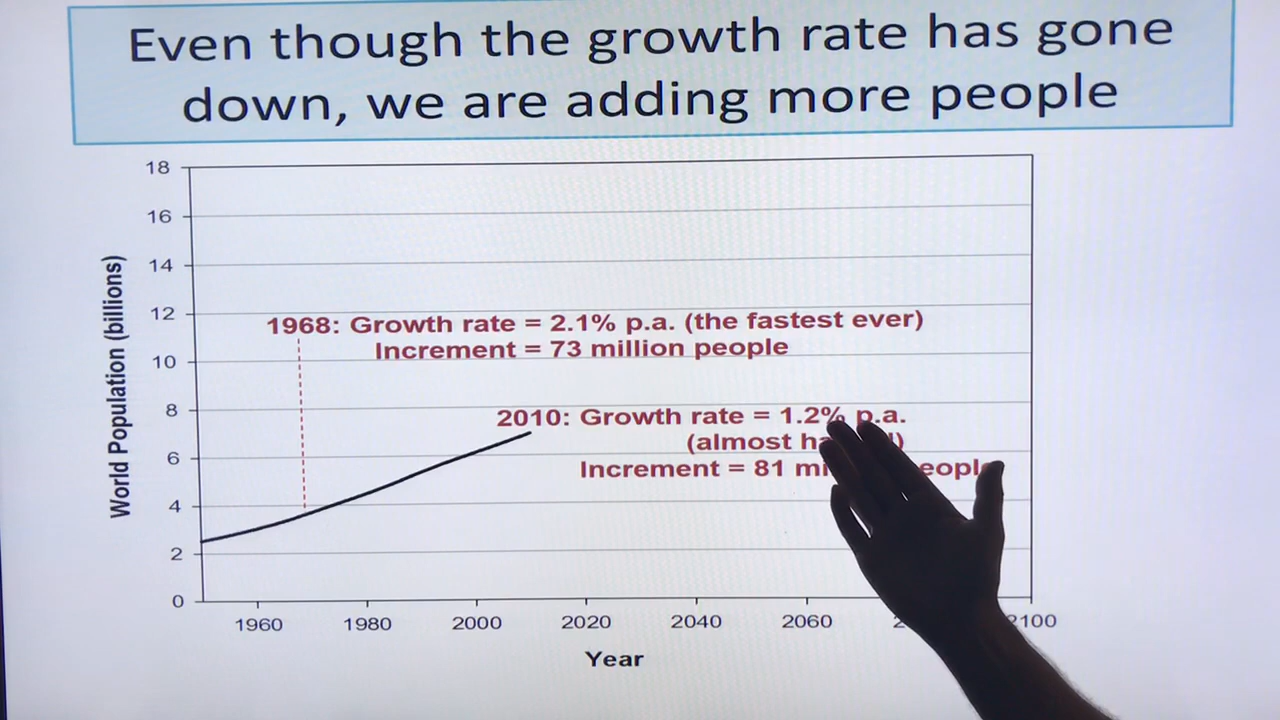 Even though the growth rate has gone
down, we are adding more people
18
16
14
12
10
8
6
4
2
0
World Population (billions)
1968: Growth rate = 2.1% p.a. (the fastest ever)
Increment = 73 million people
2010: Growth rate = 1.2% p.a.
(almost
Increment = 81
1960 1980 2000 2020 2040 2060 2100
Year